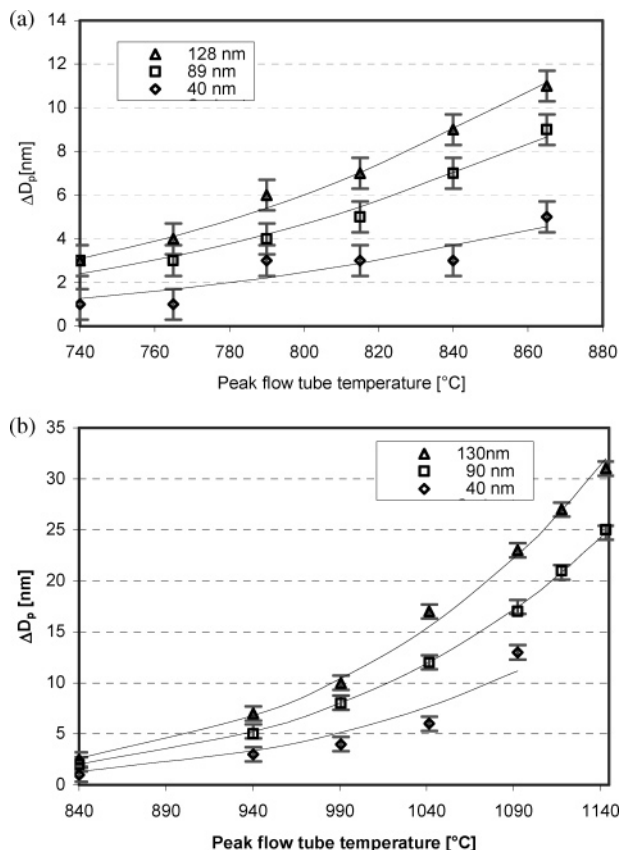 (a)
14
12
10
8
6
4
2
0
ΔDp[nm]
128 nm
89 nm
40 nm
740 760 780 800 820 840 860 880
Peak flow tube temperature [°C]
(b)
35
30
25
20
15
10
5
0
ΔDp [nm]
130nm
90 nm
40 nm
840 890 940 990 1040 1090 1140
Peak flow tube temperature [°C]